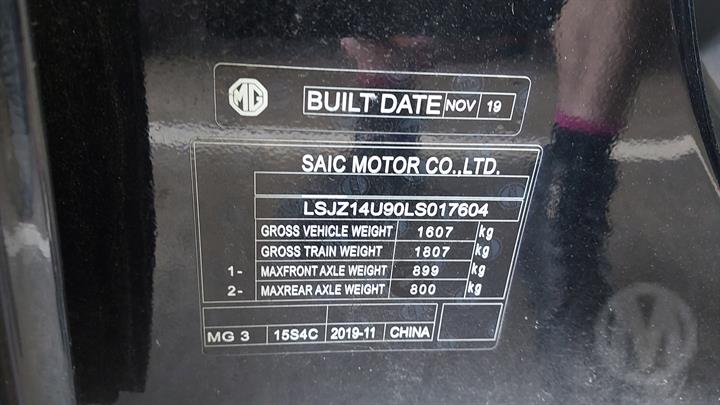 MG BUILT DATE NOV 19
SAIC MOTOR CO.,LTD.
LSJZ14U90LS017604
GROSS VEHICLE WEIGHT 1607 kg
GROSS TRAIN WEIGHT 1807 kg
1- MAXFRONT AXLE WEIGHT 899 kg
2- MAXREAR AXLE WEIGHT 800 kg
MG 3 15S4C 2019-11 CHINA
M